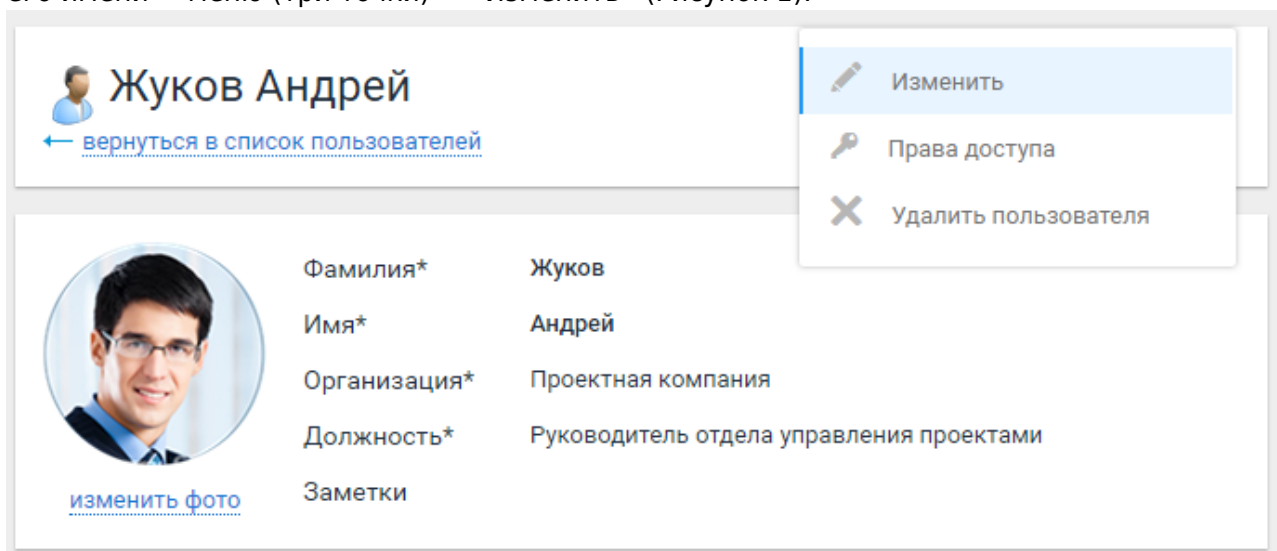 Жуков Андрей
← вернуться в список пользователей
Изменить
Права доступа
Удалить пользователя
Фамилия* Жуков
Имя* Андрей
Организация* Проектная компания
Должность* Руководитель отдела управления проектами
Заметки
изменить фото